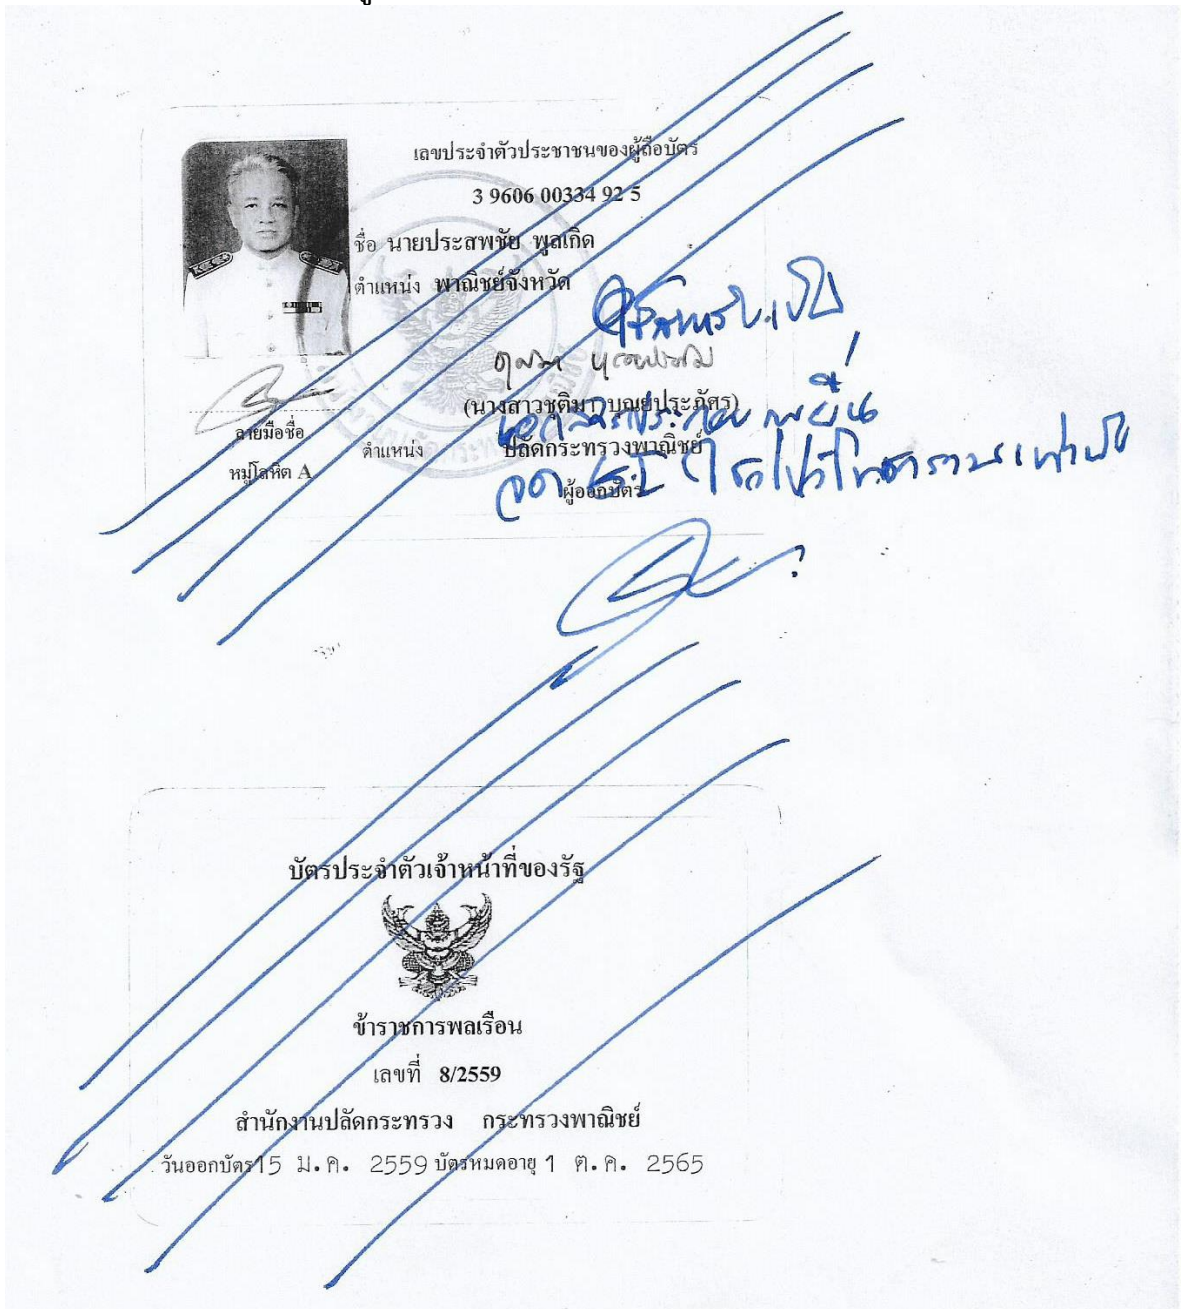 เลขประจำตัวประชาชนของผู้ถือบัตร
3 9606 00334 92 5
ชื่อ นายประสพชัย พูลเกิด
ตำแหน่ง พาณิชย์จังหวัด
(นางสาวชุติมา บุณยประภัศร)
ลายมือชื่อ
ตำแหน่ง ปลัดกระทรวงพาณิชย์
หมู่โลหิต A
ผู้ออกบัตร
บัตรประจำตัวเจ้าหน้าที่ของรัฐ
ข้าราชการพลเรือน
เลขที่ 8/2559
สำนักงานปลัดกระทรวง กระทรวงพาณิชย์
วันออกบัตร 15 ม.ค. 2559 บัตรหมดอายุ 1 ต.ค. 2565